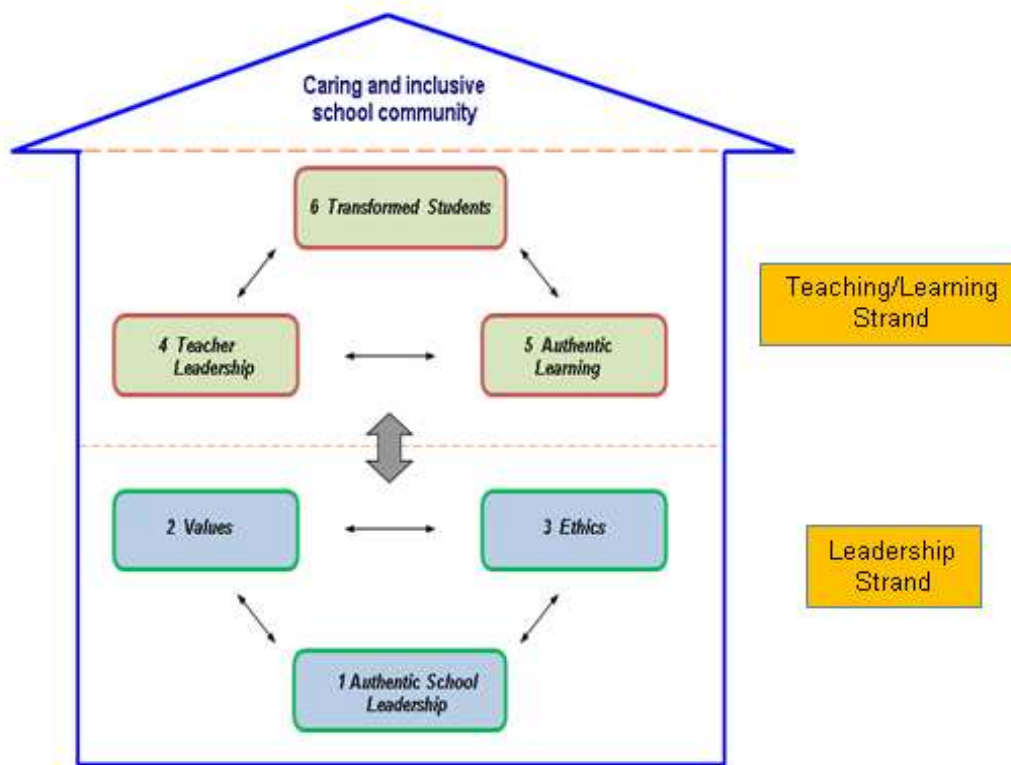 Caring and inclusive
school community
6 Transformed Students
4 Teacher
Leadership
5 Authentic
Learning
Teaching/Learning
Strand
2 Values
3 Ethics
Leadership
Strand
1 Authentic School
Leadership